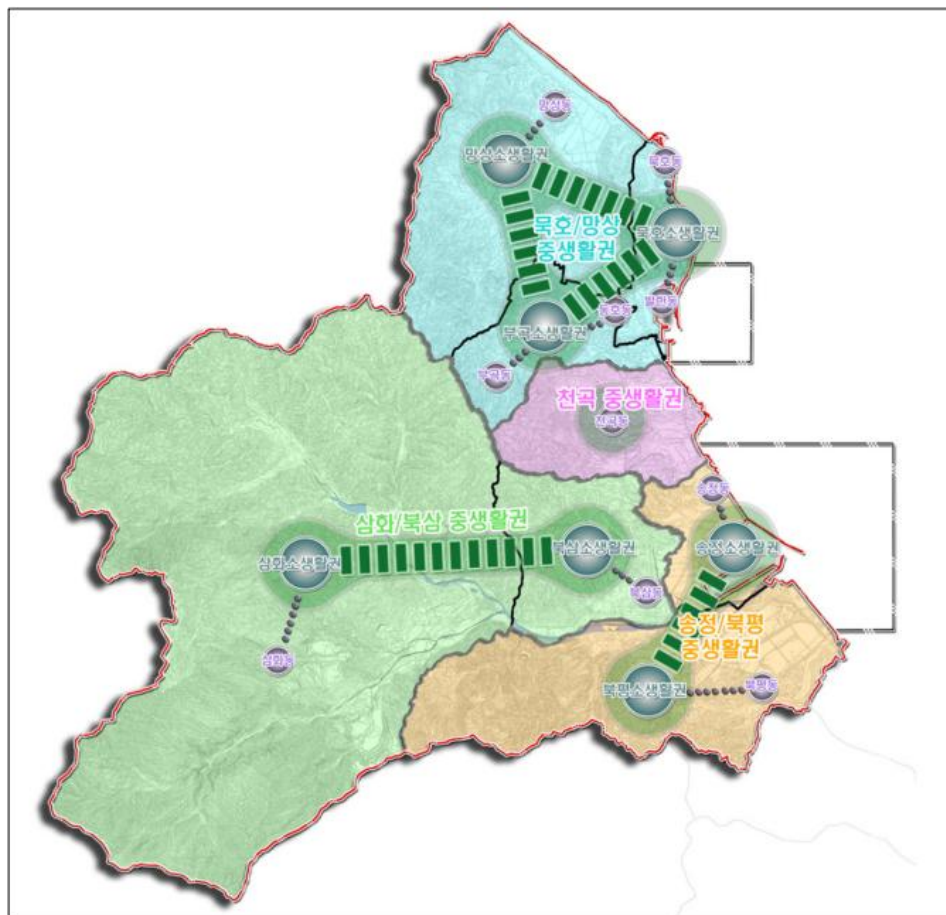 망상동
망상소생활권
묵호동
묵호소생활권
묵호/망상
중생활권
발한동
동호동
부곡소생활권
부곡동
천곡 중생활권
천곡동
송정동
삼화/북삼 중생활권
삼화소생활권
북삼소생활권
송정소생활권
북삼동
송정/북평
중생활권
삼화동
북평소생활권
북평동